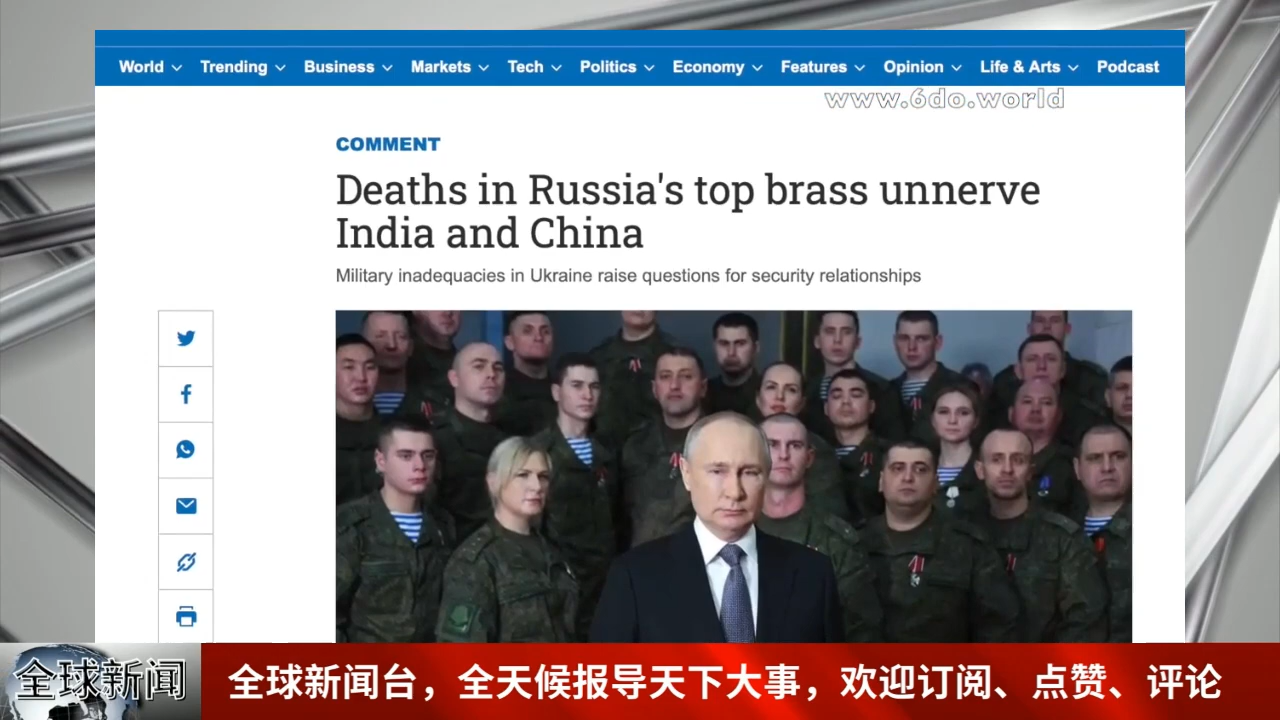 World Trending Business Markets Tech Politics Economy Features Opinion Life & Arts Podcast
www.6do.world
COMMENT
Deaths in Russia's top brass unnerve
India and China
Military inadequacies in Ukraine raise questions for security relationships
全球新闻
全球新闻台，全天候报导天下大事，欢迎订阅、点赞、评论